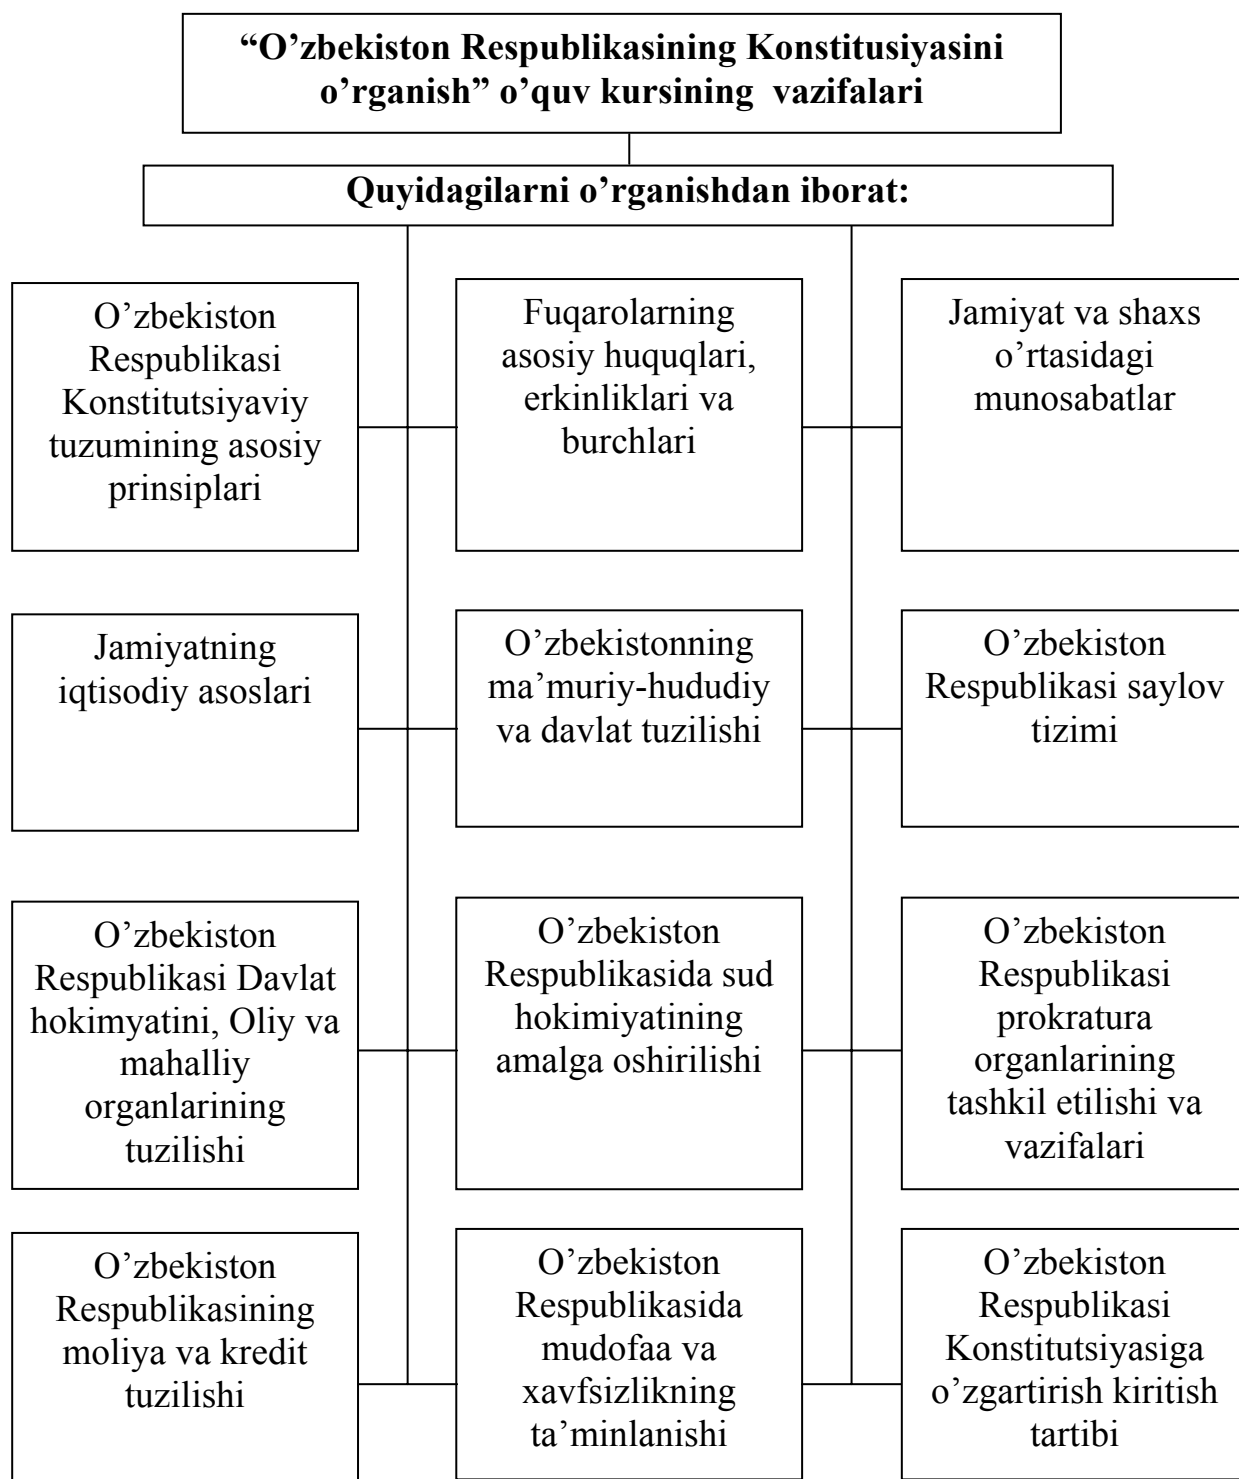 “O’zbekiston Respublikasining Konstitusiyasini
o’rganish” o’quv kursining vazifalari
Quyidagilarni o’rganishdan iborat:
O’zbekiston
Respublikasi
Konstitutsiyaviy
tuzumining asosiy
prinsiplari
Fuqarolarning
asosiy huquqlari,
erkinliklari va
burchlari
Jamiyat va shaxs
o’rtasidagi
munosabatlar
Jamiyatning
iqtisodiy asoslari
O’zbekistonning
ma’muriy-hududiy
va davlat tuzilishi
O’zbekiston
Respublikasi saylov
tizimi
O’zbekiston
Respublikasi Davlat
hokimyatini, Oliy va
mahalliy
organlarining
tuzilishi
O’zbekiston
Respublikasida sud
hokimiyatining
amalga oshirilishi
O’zbekiston
Respublikasi
prokratura
organlarining
tashkil etilishi va
vazifalari
O’zbekiston
Respublikasining
moliya va kredit
tuzilishi
O’zbekiston
Respublikasida
mudofaa va
xavfsizlikning
ta’minlanishi
O’zbekiston
Respublikasi
Konstitutsiyasiga
o’zgartirish kiritish
tartibi